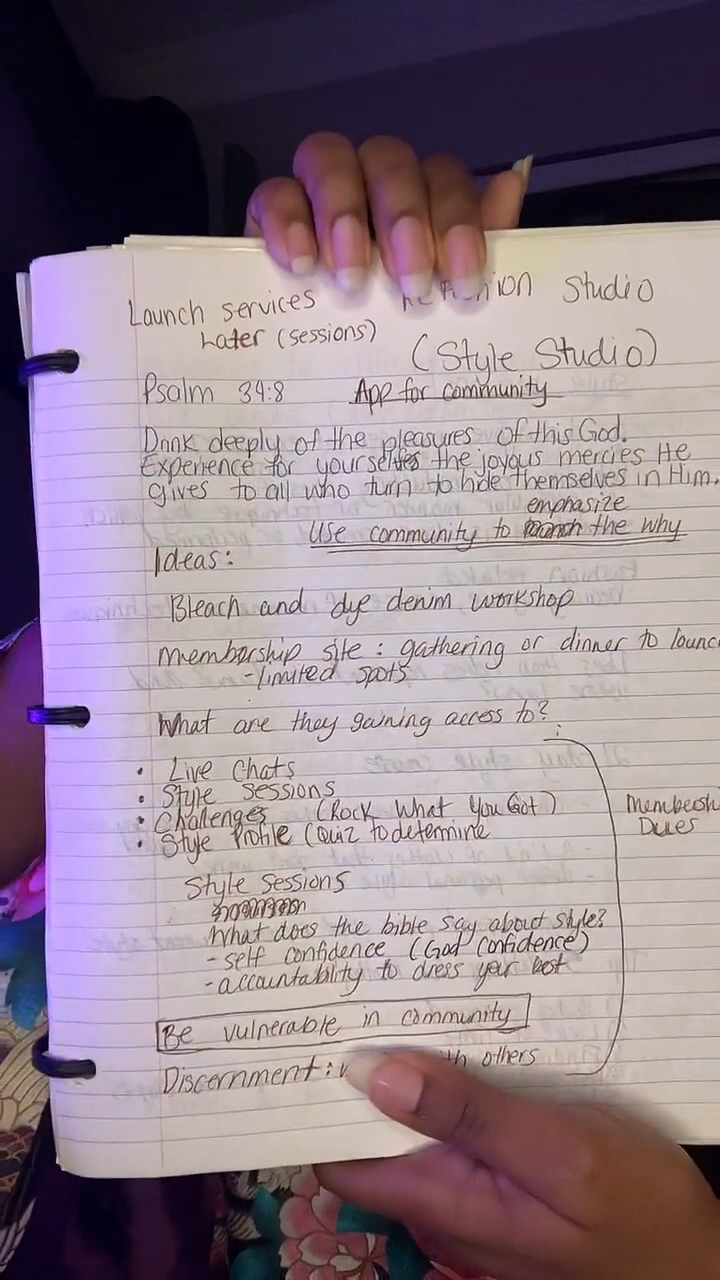 Launch services
Later (sessions)
Studio
(Style Studio)
Psalm 34:8
App for community
Drink deeply of the pleasures of this God.
Experience for yourselfes the joyous mercies He
gives to all who turn to hide themselves in Him.
emphasize
Use community to the why
Ideas:
Bleach and dye denim workshop
Membership site : gathering or dinner to launc
- limited spots
What are they gaining access to?
• Live Chats
• Style Sessions
• Challenges (Rock What You Got)
• Style Profile (Quiz to determine
Membersh
Dues
Style Sessions
What does the bible say about style?
- self confidence (God confidence)
- accountability to dress your best
Be vulnerable in community
Discernment: others